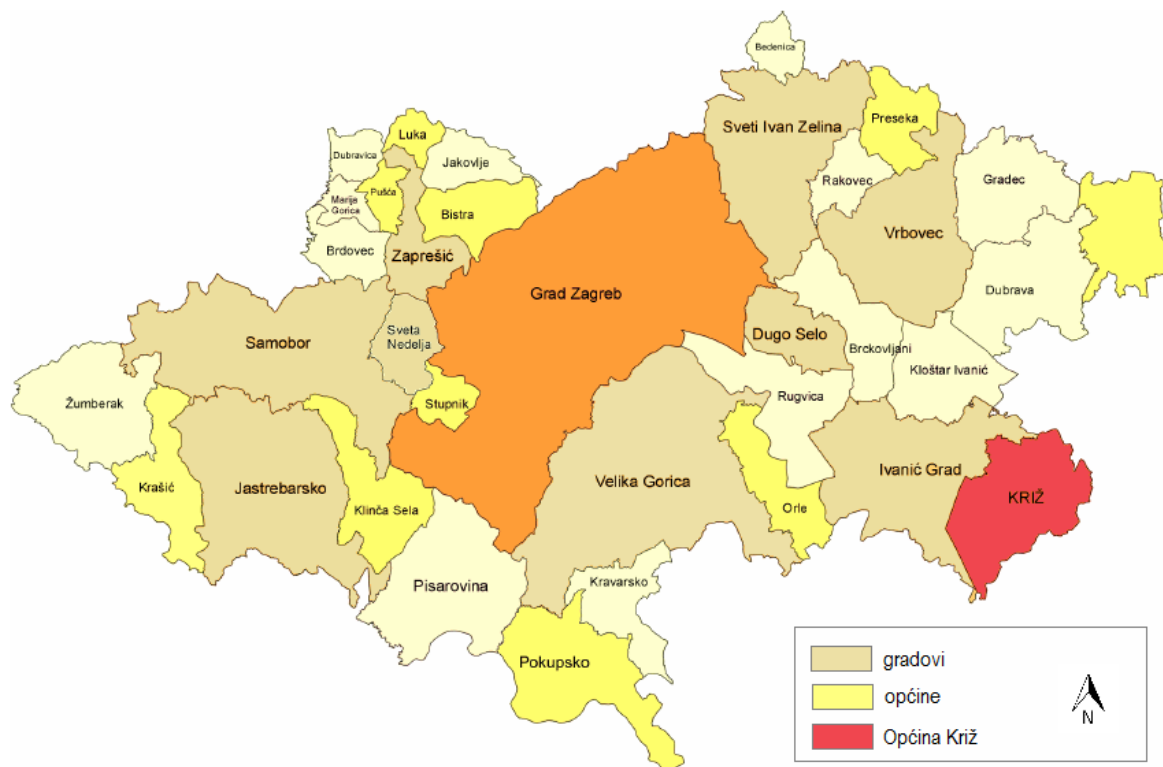 Bedenica
Sveti Ivan Zelina
Preseka
Luka
Dubravica
Jakovlje
Rakovec
Gradec
Pušća
Marija
Gorica
Bistra
Brdovec
Zaprešić
Vrbovec
Grad Zagreb
Dubrava
Sveta
Nedelja
Samobor
Dugo Selo
Brckovljani
Kloštar Ivanić
Žumberak
Stupnik
Rugvica
Krašić
Jastrebarsko
Klinča Sela
Velika Gorica
Orle
Ivanić Grad
KRIŽ
Pisarovina
Kravarsko
Pokupsko
gradovi
općine
Općina Križ
N